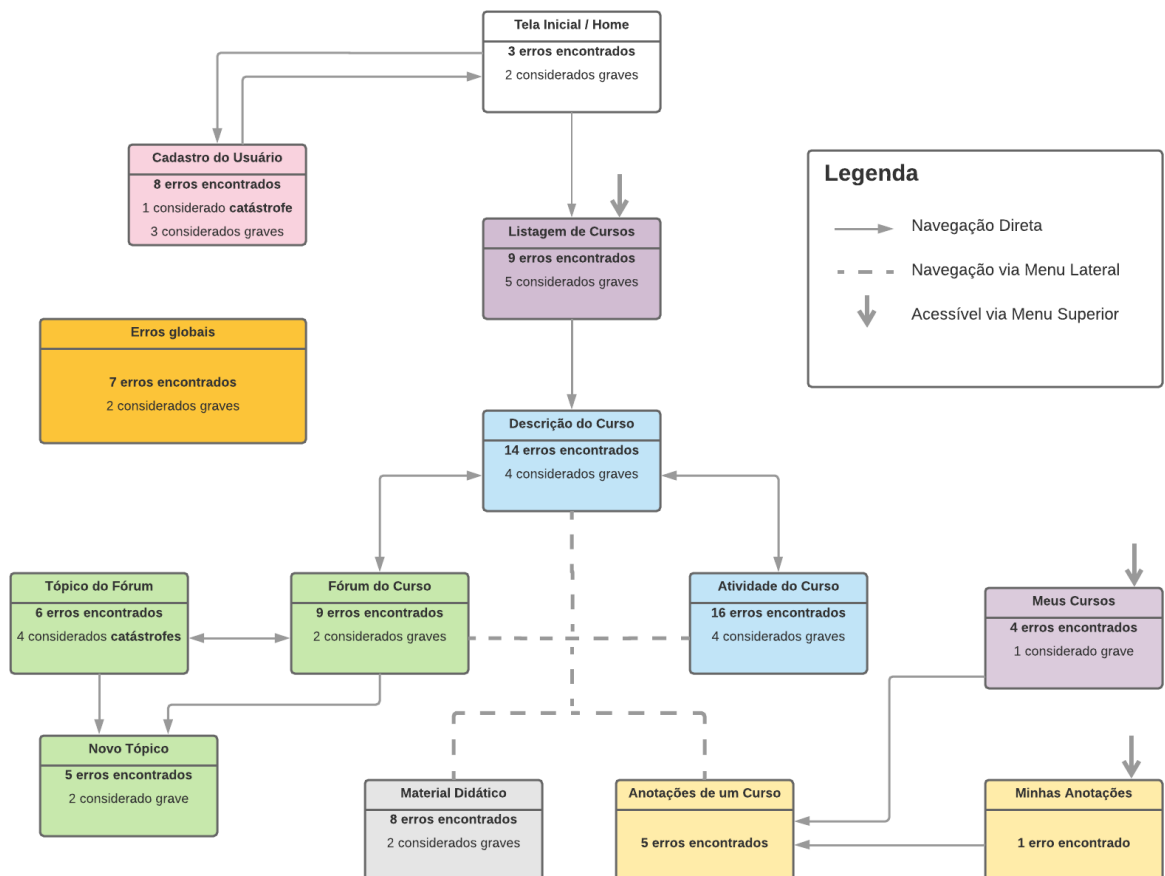 Tela Inicial / Home
3 erros encontrados
2 considerados graves
Cadastro do Usuário
8 erros encontrados
1 considerado catástrofe
3 considerados graves
Legenda
Navegação Direta
Navegação via Menu Lateral
Acessível via Menu Superior
Listagem de Cursos
9 erros encontrados
5 considerados graves
Erros globais
7 erros encontrados
2 considerados graves
Descrição do Curso
14 erros encontrados
4 considerados graves
Tópico do Fórum
6 erros encontrados
4 considerados catástrofes
Fórum do Curso
9 erros encontrados
2 considerados graves
Atividade do Curso
16 erros encontrados
4 considerados graves
Meus Cursos
4 erros encontrados
1 considerado grave
Novo Tópico
5 erros encontrados
2 considerado grave
Material Didático
8 erros encontrados
2 considerados graves
Anotações de um Curso
5 erros encontrados
Minhas Anotações
1 erro encontrado